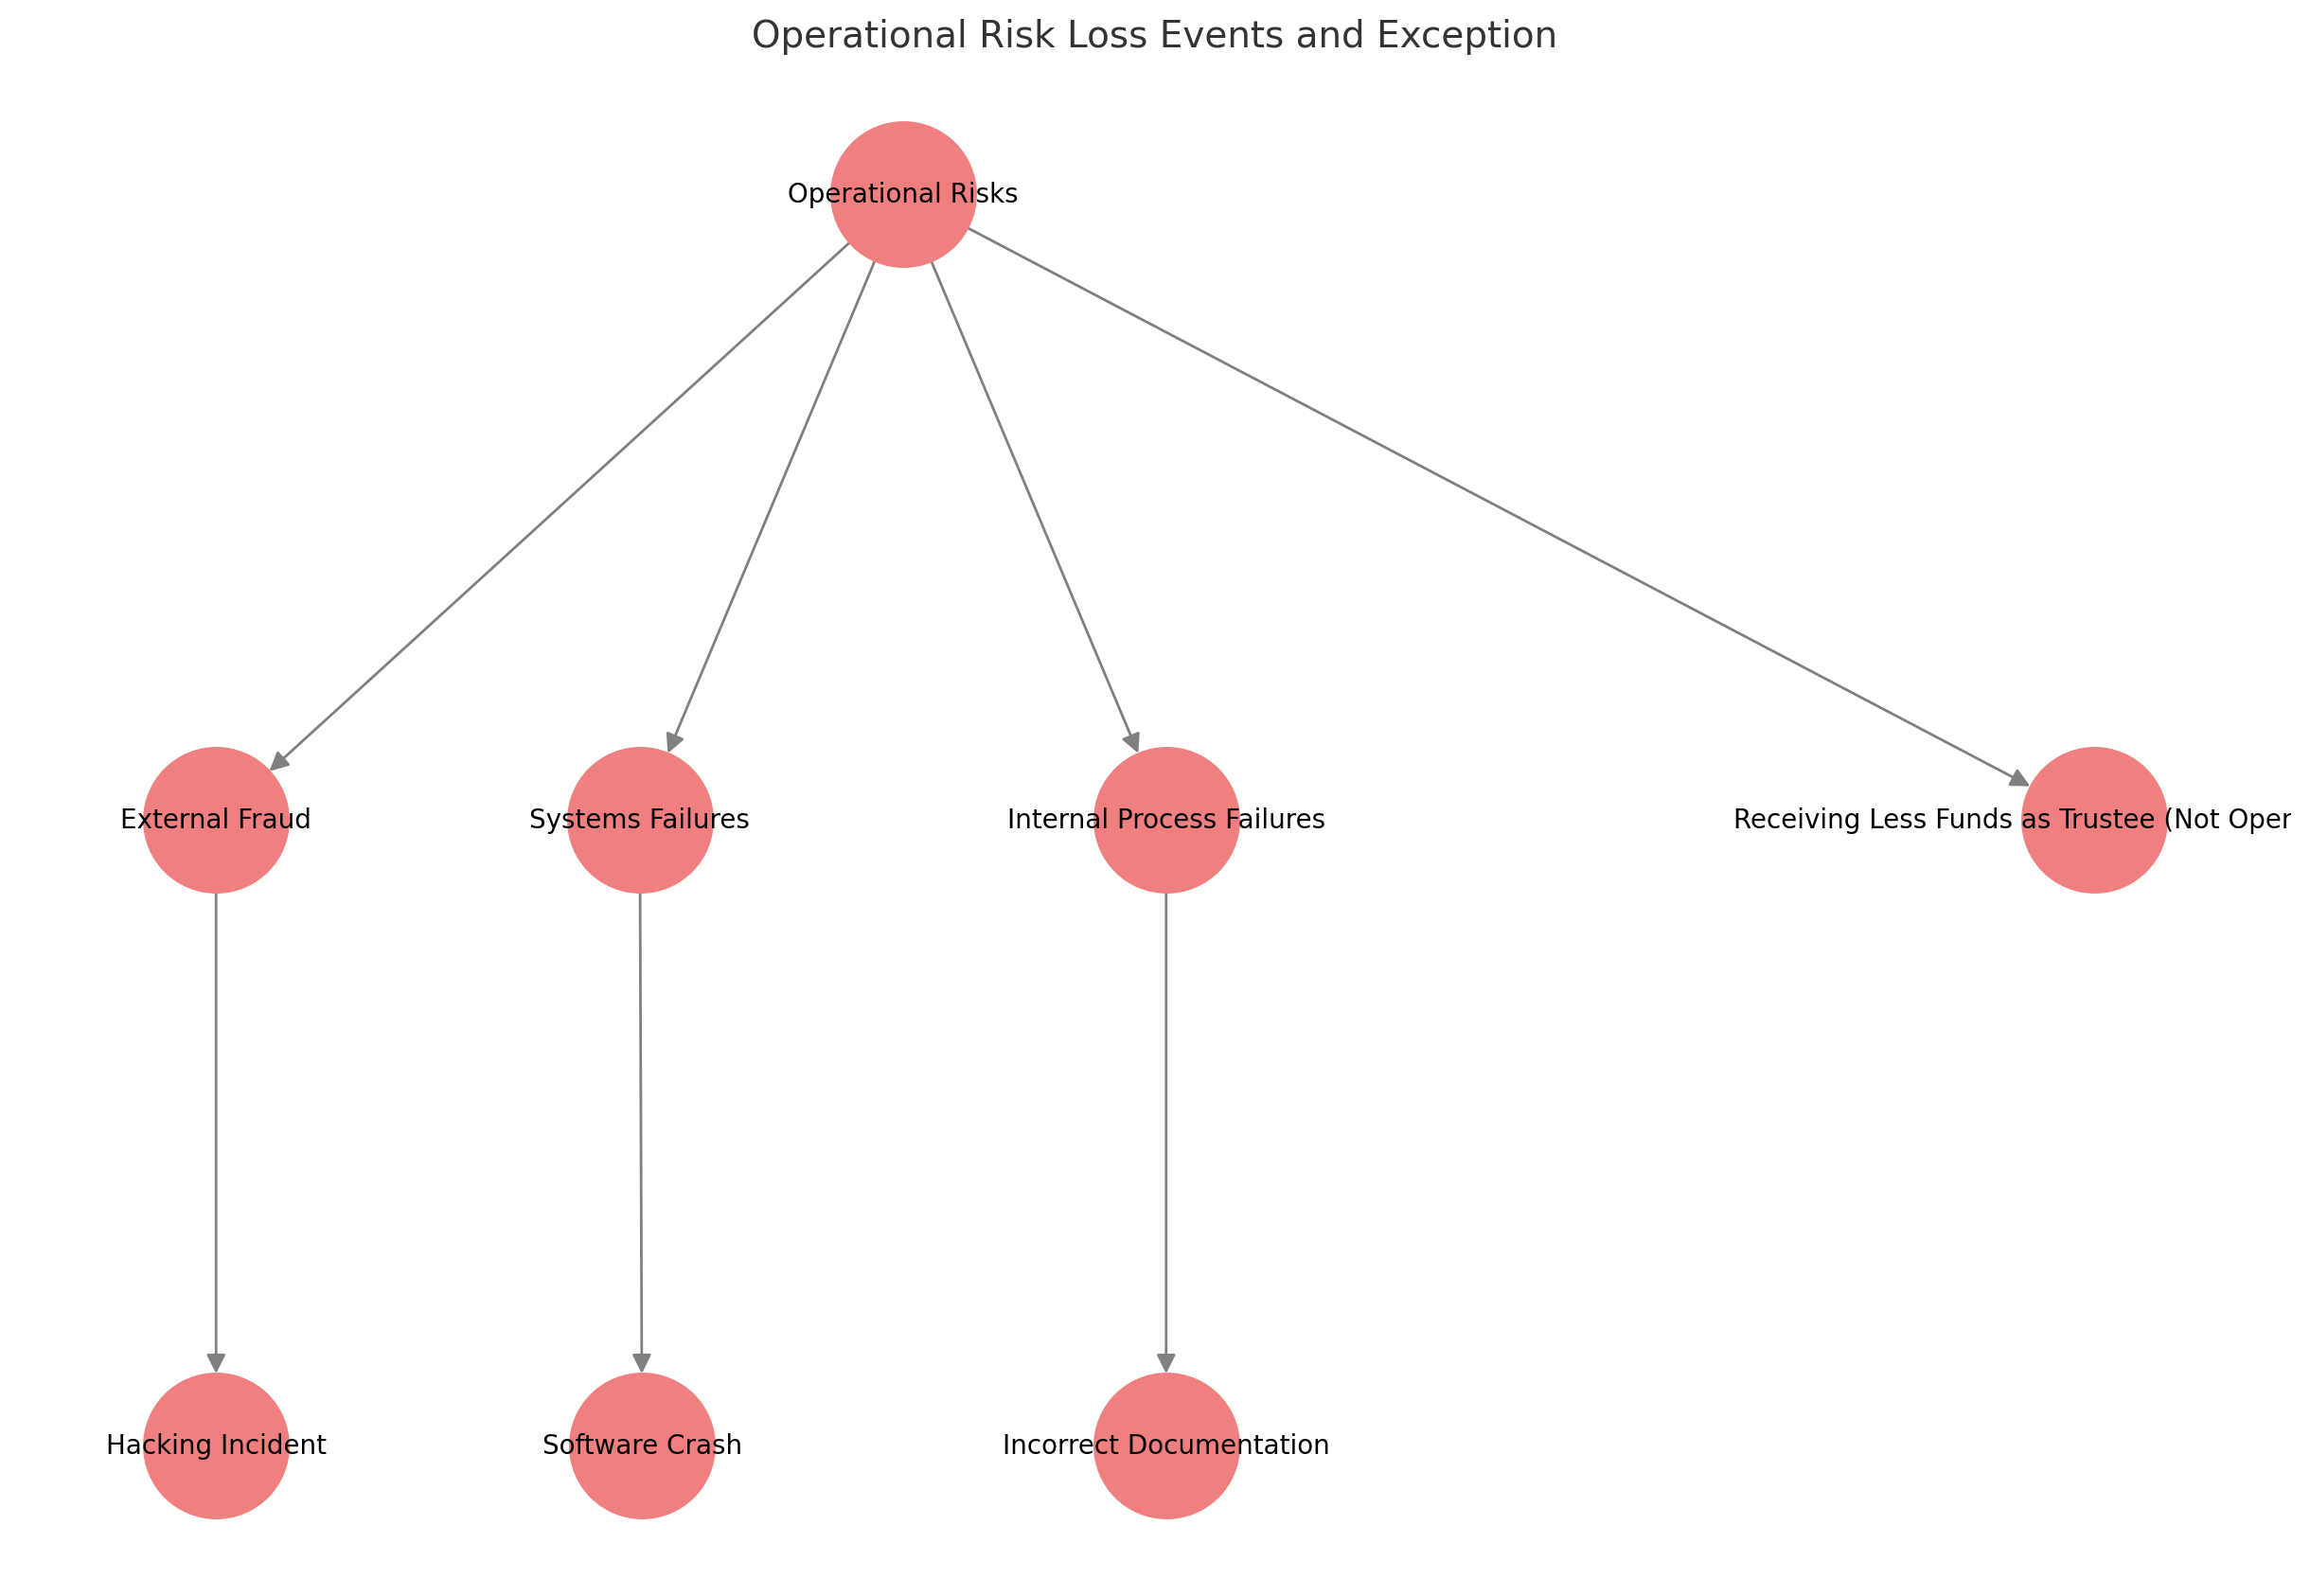 Operational Risk Loss Events and Exception
Operational Risks
External Fraud
Systems Failures
Internal Process Failures
Receiving Less Funds as Trustee (Not Oper
Hacking Incident
Software Crash
Incorrect Documentation